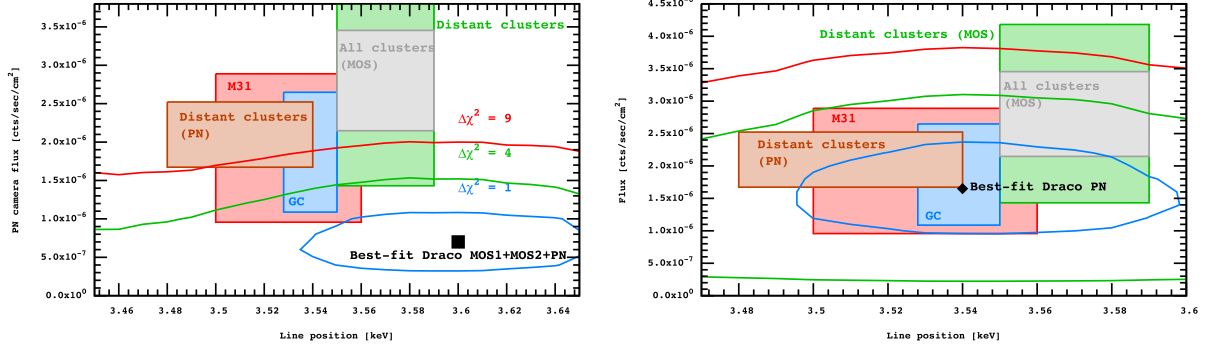 PN camera flux [cts/sec/cm²]
3.5x10⁻⁶
3.0x10⁻⁶
2.5x10⁻⁶
2.0x10⁻⁶
1.5x10⁻⁶
1.0x10⁻⁶
5.0x10⁻⁷
0.0x10⁰
Distant clusters
All clusters
(MOS)
M31
Distant clusters
(PN)
Δχ² = 9
Δχ² = 4
Δχ² = 1
GC
Best-fit Draco MOS1+MOS2+PN
3.46 3.48 3.5 3.52 3.54 3.56 3.58 3.6 3.62 3.64
Line position [keV]
Flux [cts/sec/cm²]
4.5x10⁻⁶
4.0x10⁻⁶
3.5x10⁻⁶
3.0x10⁻⁶
2.5x10⁻⁶
2.0x10⁻⁶
1.5x10⁻⁶
1.0x10⁻⁶
5.0x10⁻⁷
0.0x10⁰
Distant clusters (MOS)
All clusters
(MOS)
M31
Distant clusters
(PN)
Best-fit Draco PN
GC
3.48 3.5 3.52 3.54 3.56 3.58 3.6
Line position [keV]